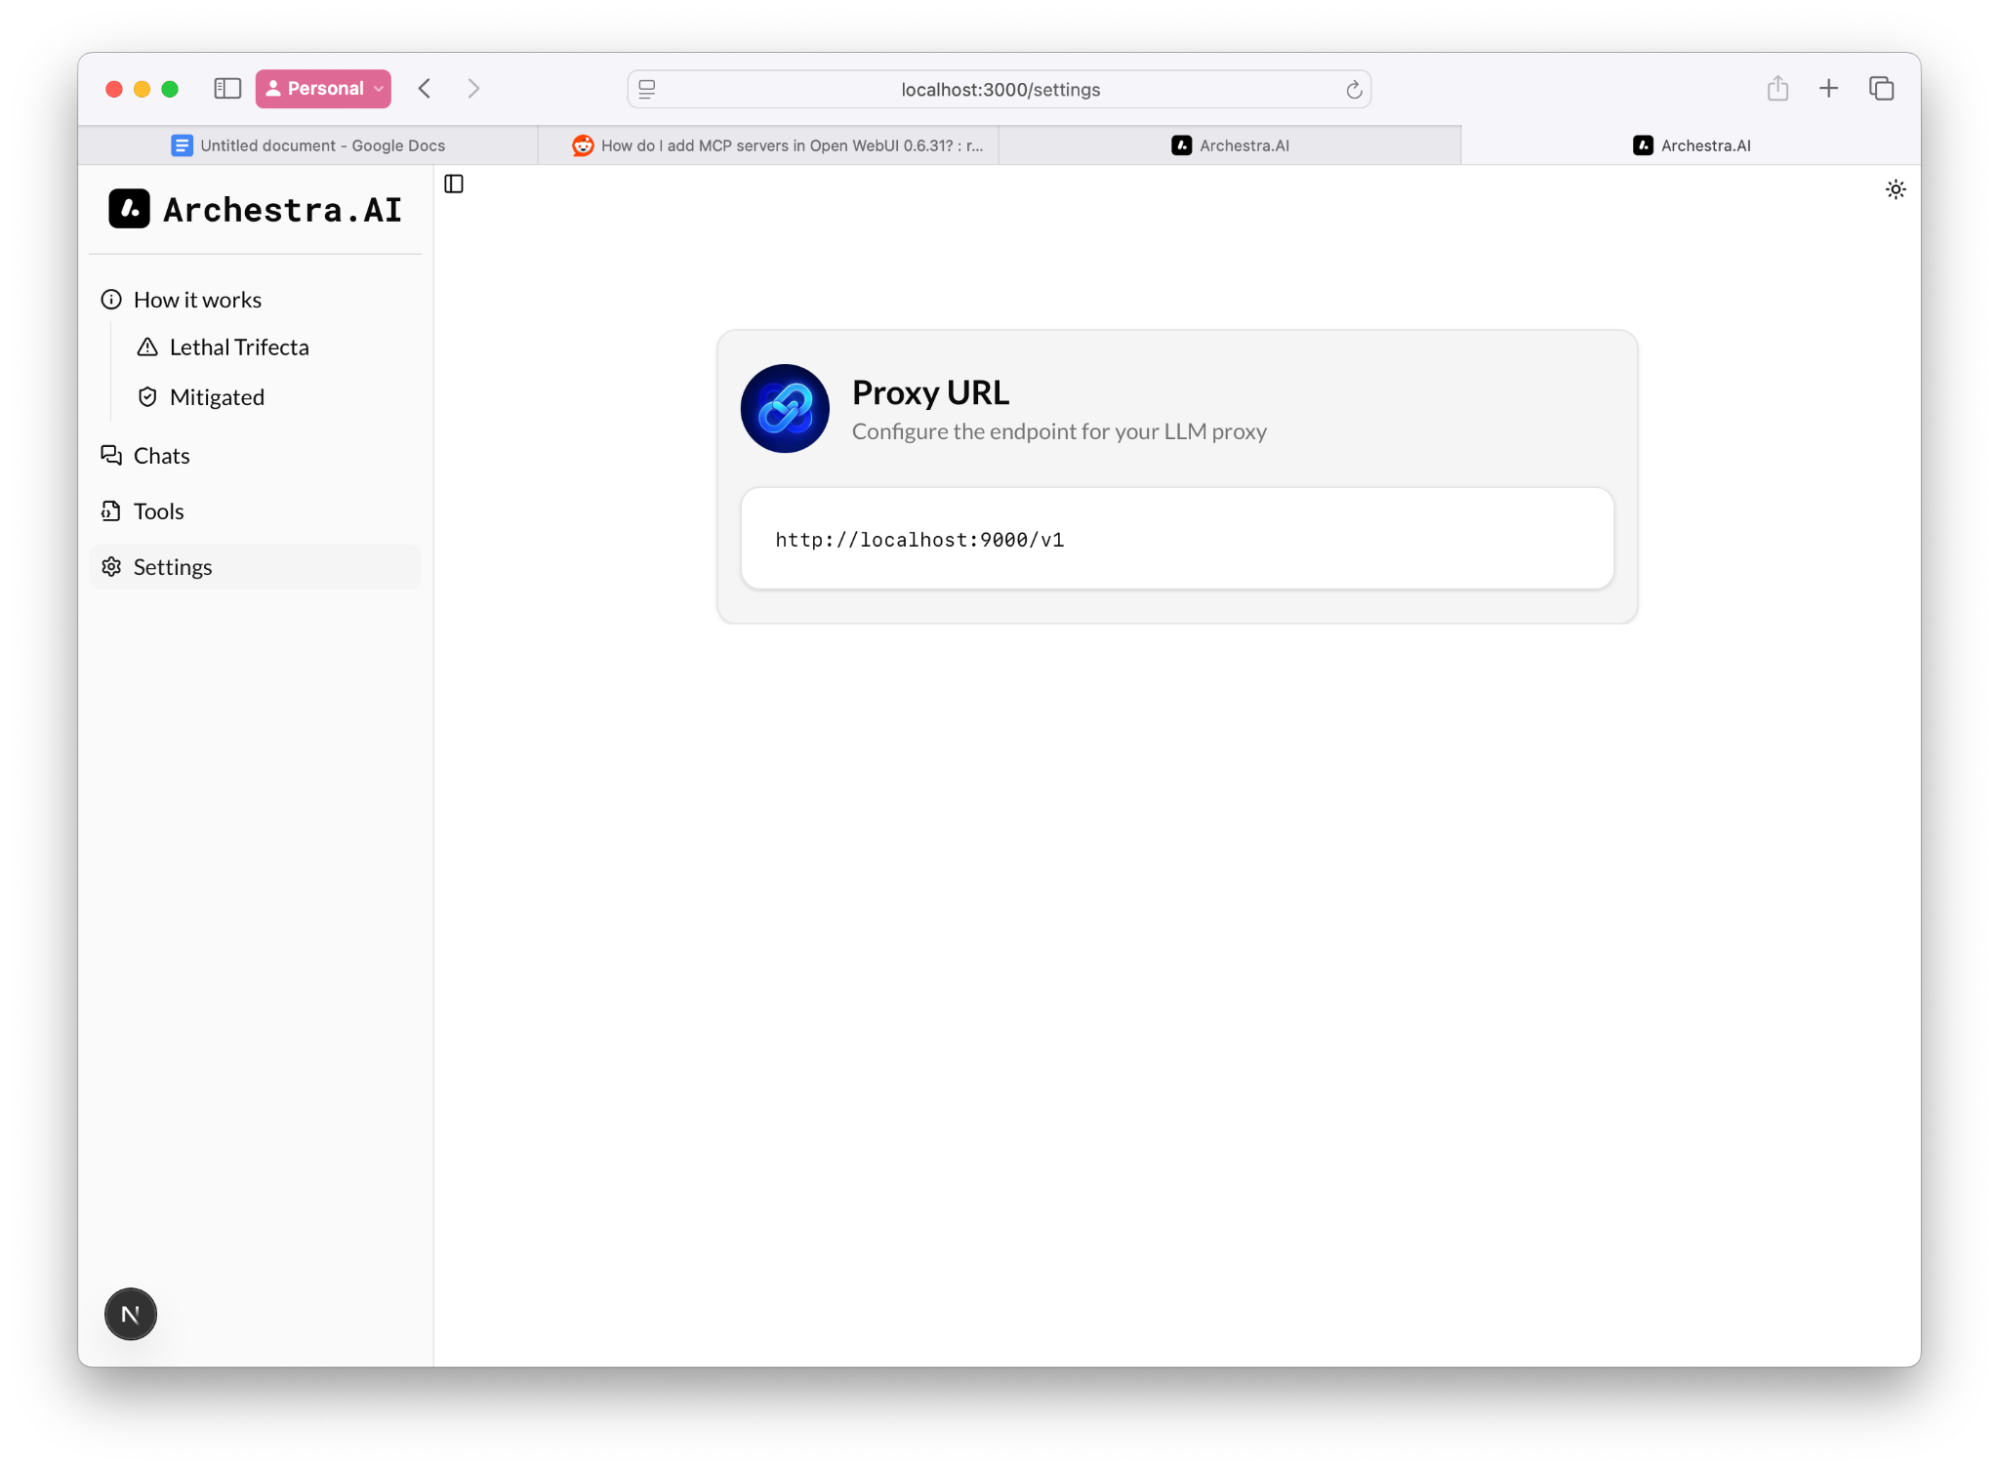 Personal
localhost:3000/settings
Untitled document - Google Docs
How do I add MCP servers in Open WebUI 0.6.31? : r...
Archestra.AI
Archestra.AI
Archestra.AI
How it works
Lethal Trifecta
Mitigated
Chats
Tools
Settings
Proxy URL
Configure the endpoint for your LLM proxy
http://localhost:9000/v1
N